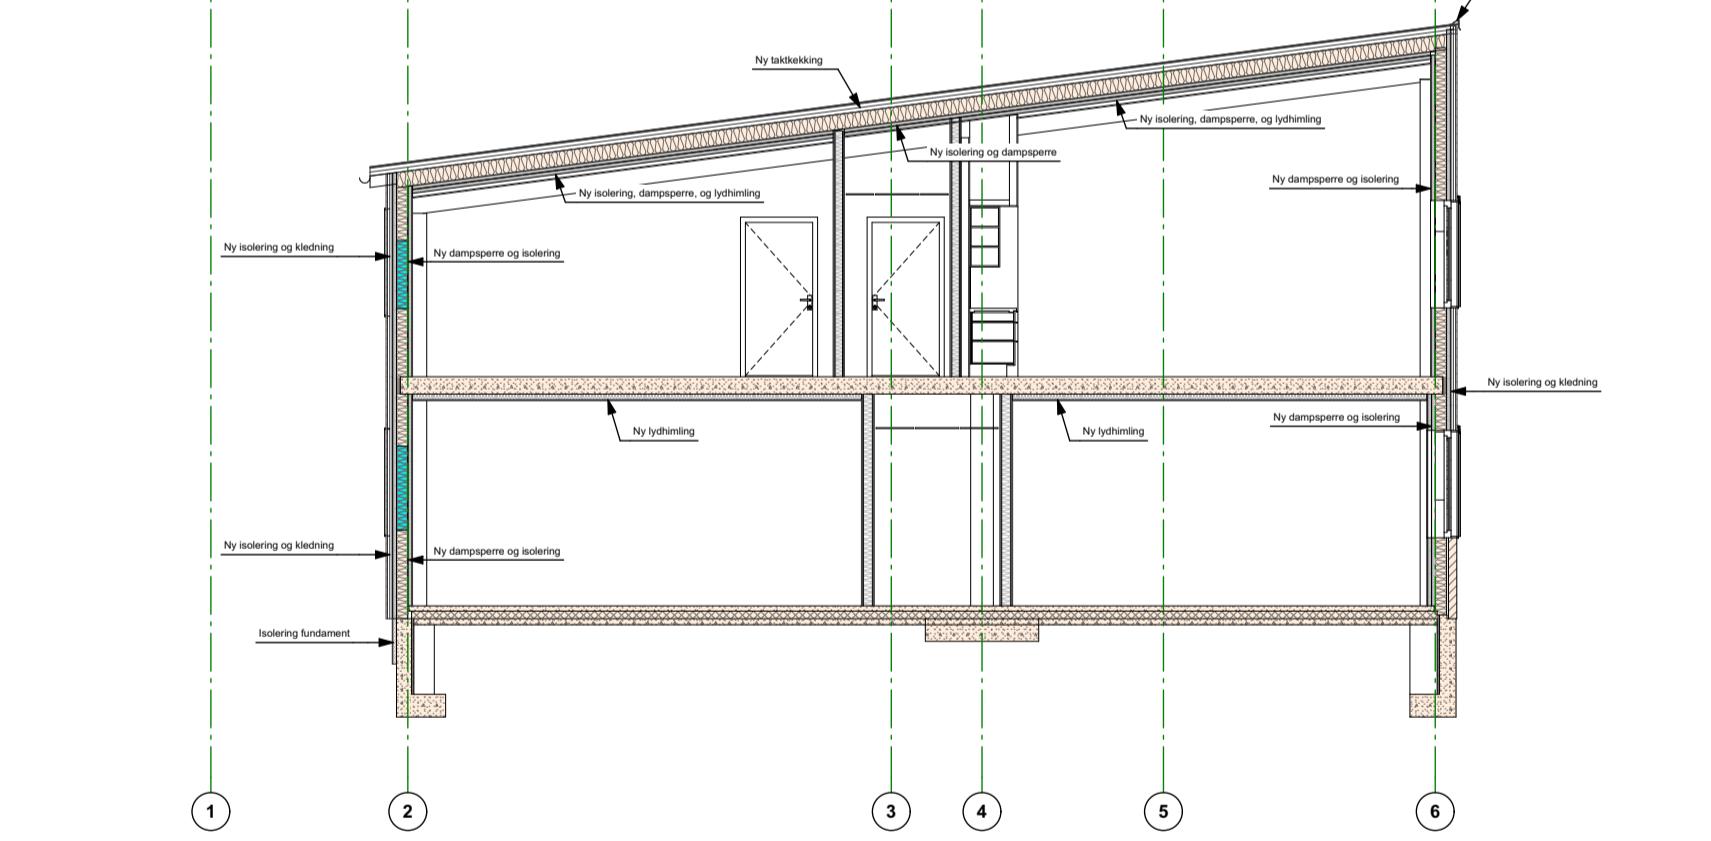 Ny taktkekking
Ny isolering, dampsperre, og lydhimling
Ny isolering og dampsperre
Ny dampsperre og isolering
Ny isolering, dampsperre, og lydhimling
Ny isolering og kledning
Ny dampsperre og isolering
Ny isolering og kledning
Ny dampsperre og isolering
Ny lydhimling
Ny lydhimling
Ny isolering og kledning
Ny dampsperre og isolering
Isolering fundament
1
2
3
4
5
6